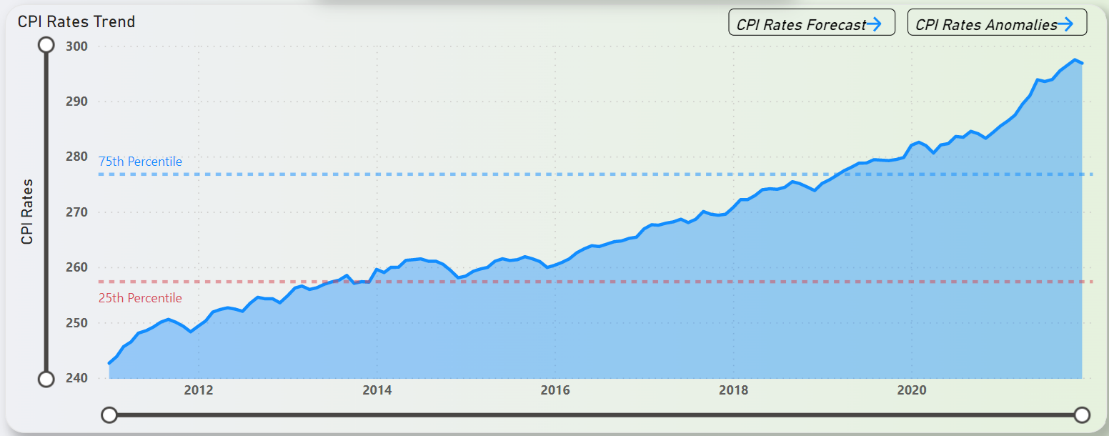 CPI Rates Trend
CPI Rates Forecast
CPI Rates Anomalies
300
290
280
75th Percentile
270
CPI Rates
260
25th Percentile
250
240
2012 2014 2016 2018 2020